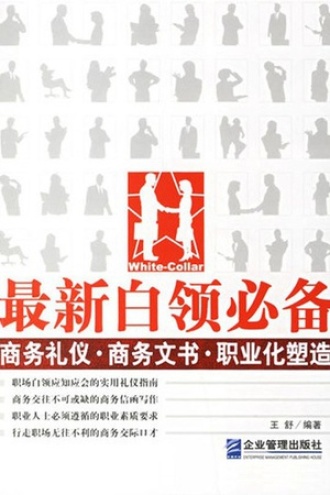 White-Collar
最新白领必备
商务礼仪·商务文书·职业化塑造
·职场白领应知应会的实用礼仪指南
·商务交往不可或缺的商务信函写作
·职业人士必须遵循的职业素质要求
·行走职场无往不利的商务交际口才
王舒/编著
企业管理出版社
ENTERPRISE MANAGEMENT PUBLISHING HOUSE